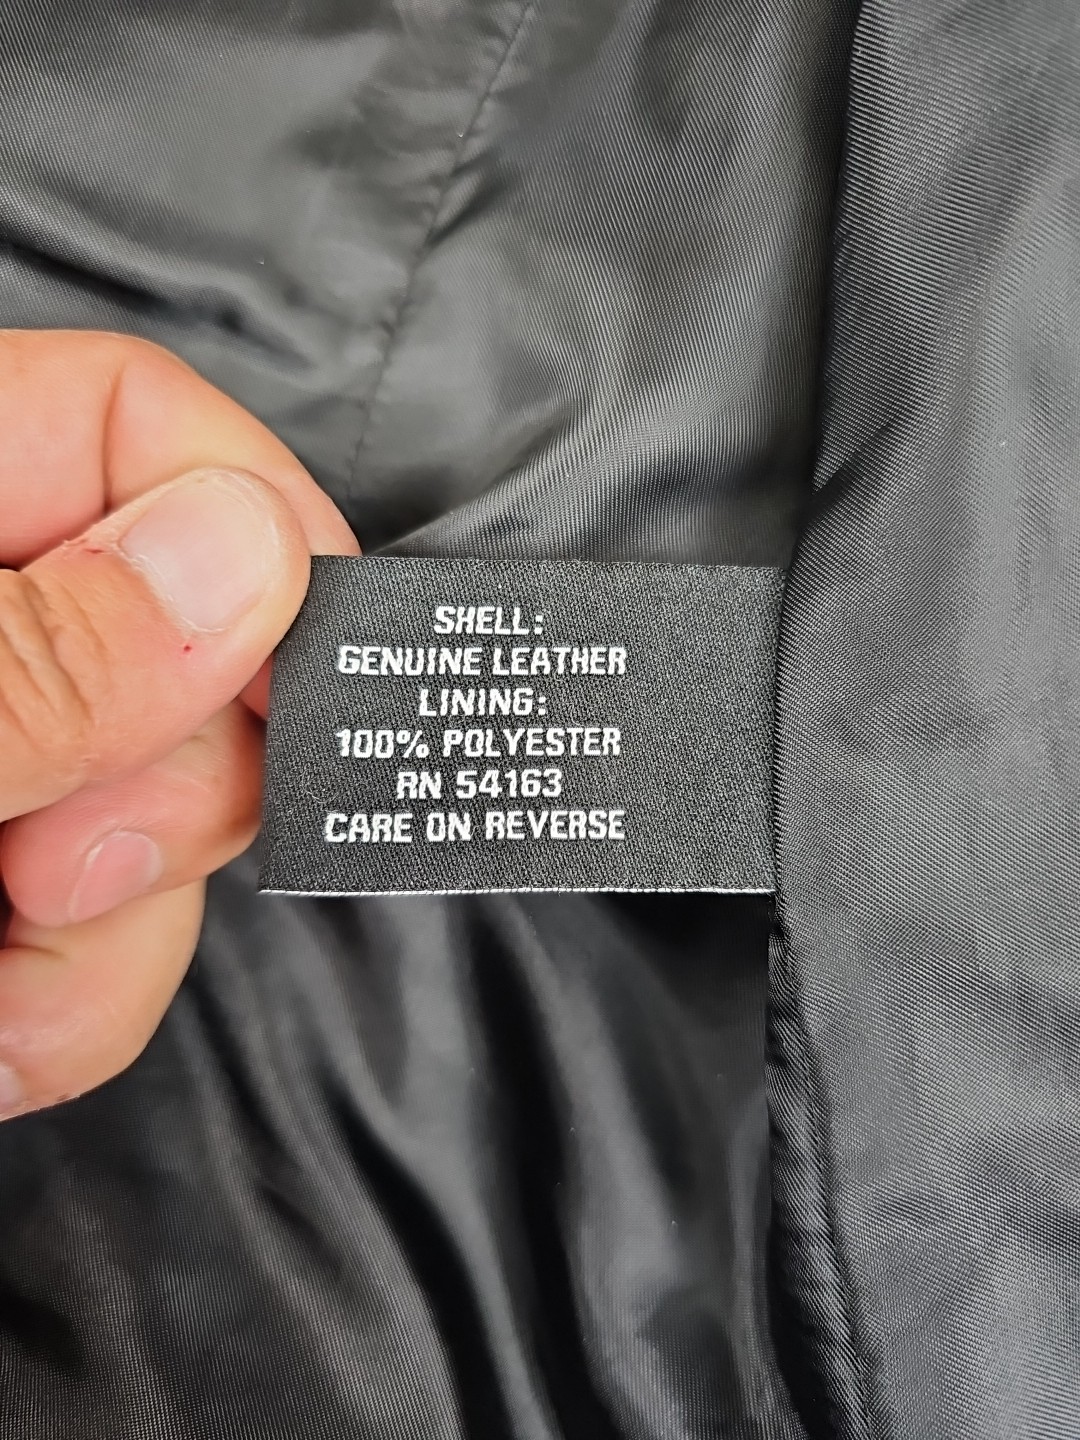 SHELL:
GENUINE LEATHER
LINING:
100% POLYESTER
RN 54163
CARE ON REVERSE